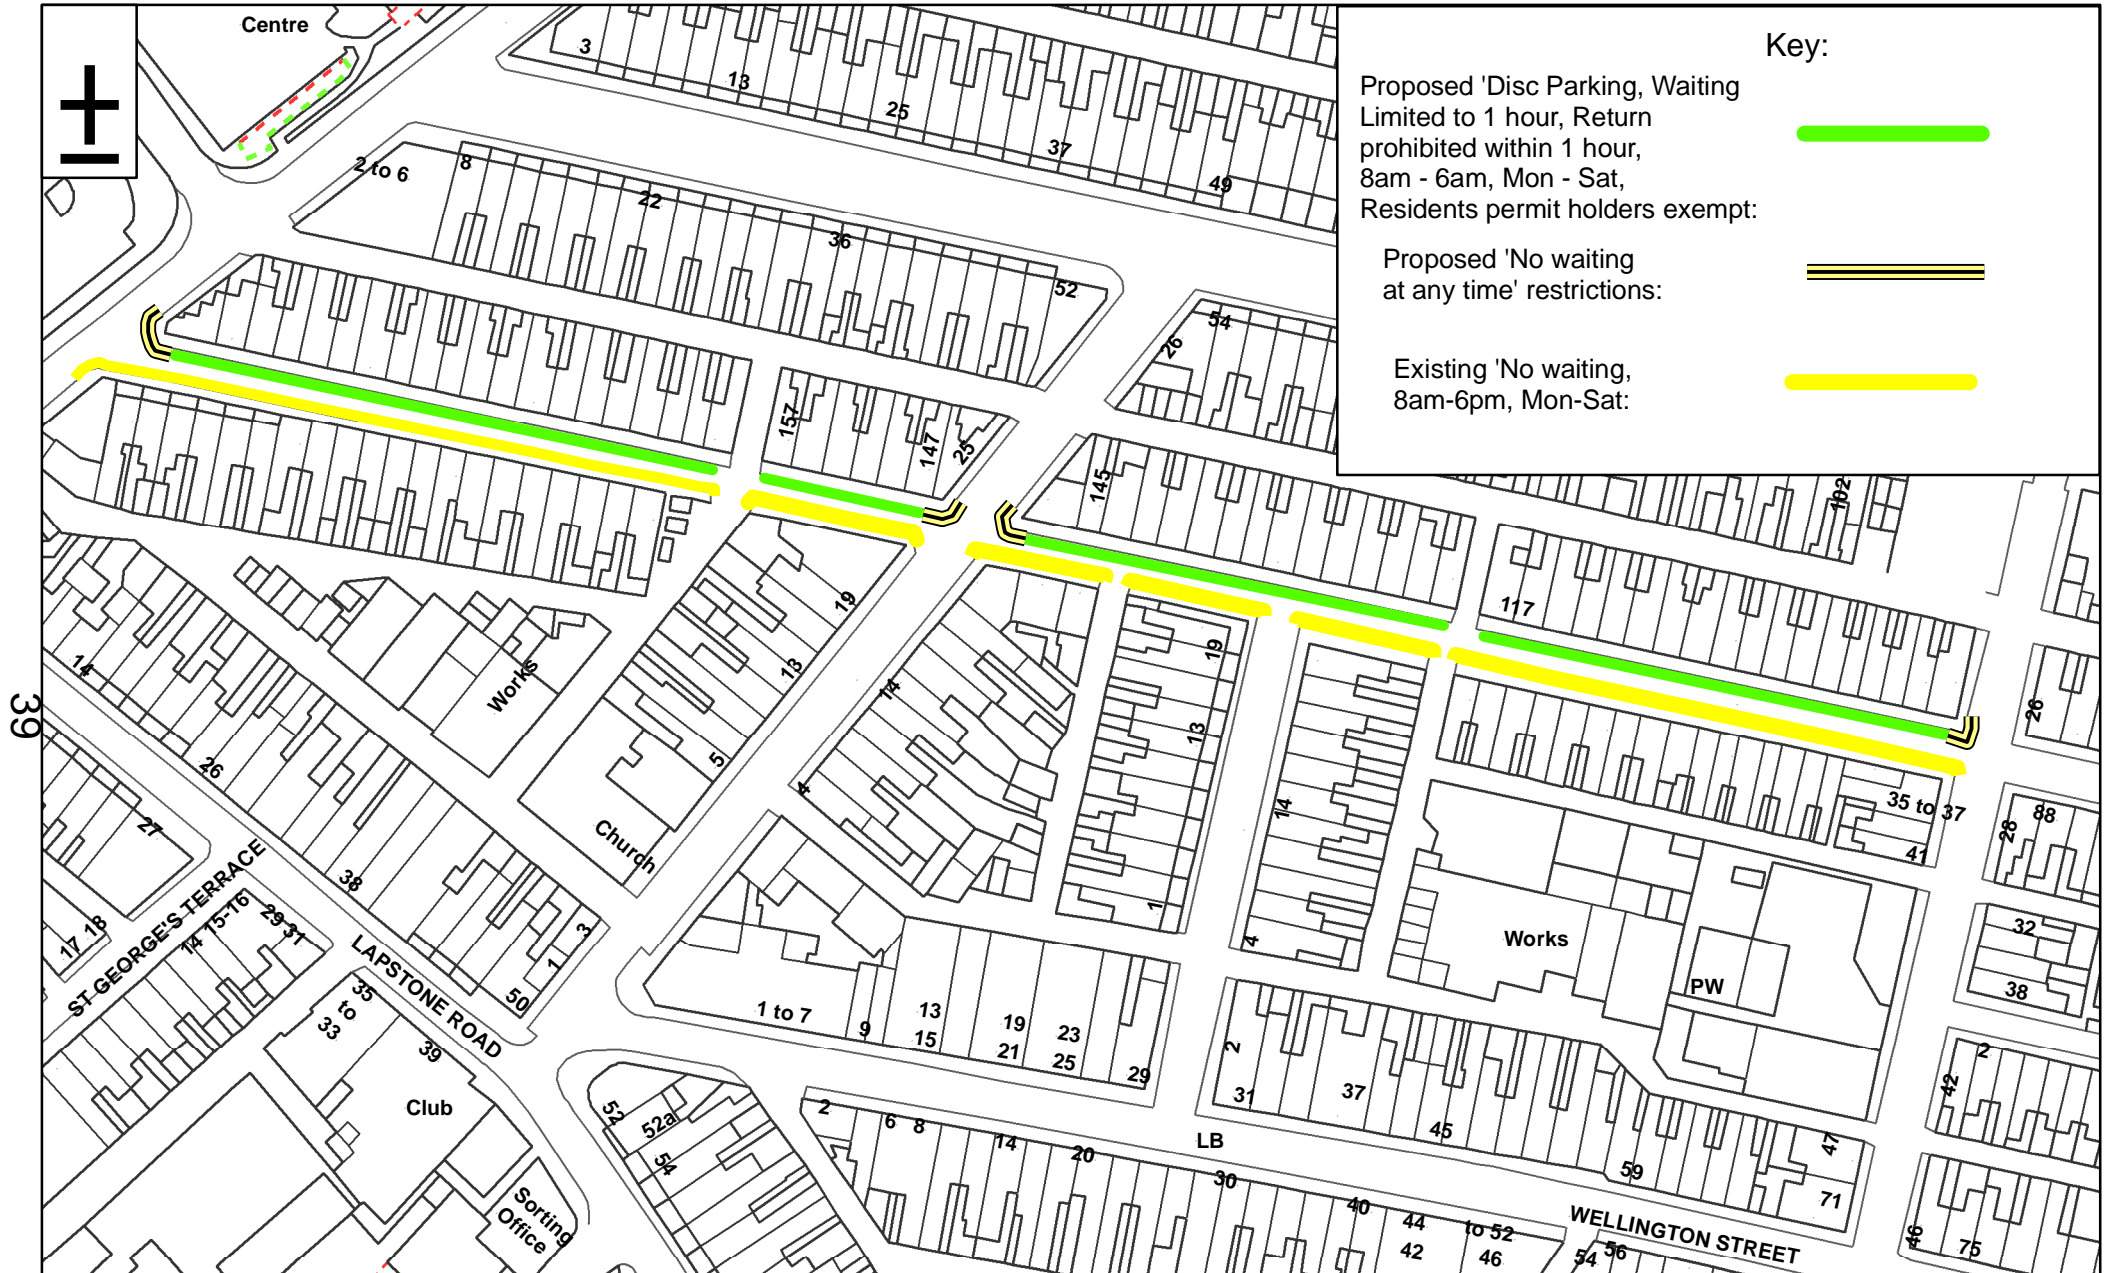 Centre
Key:
Proposed 'Disc Parking, Waiting
Limited to 1 hour, Return
prohibited within 1 hour,
8am - 6am, Mon - Sat,
Residents permit holders exempt:
Proposed 'No waiting
at any time' restrictions:
Existing 'No waiting,
8am-6pm, Mon-Sat:
3
13
25
37
49
2 to 6
8
22
36
52
54
26
157
147
25
145
102
117
19
13
5
14
4
19
13
1
14
4
26
35 to 37
41
28
88
32
38
2
42
Works
Church
14
26
38
27
3
1
50
39
ST GEORGE'S TERRACE
17 18
14 15-16
29 31
LAPSTONE ROAD
35
to
33
39
Club
Sorting
Office
52
52a
54
1 to 7
9
13
15
19
21
23
25
29
Works
PW
2
31
37
45
59
47
71
LB
2
6 8
14
20
30
40
44
42
to 52
46
54 56
WELLINGTON STREET
46
75